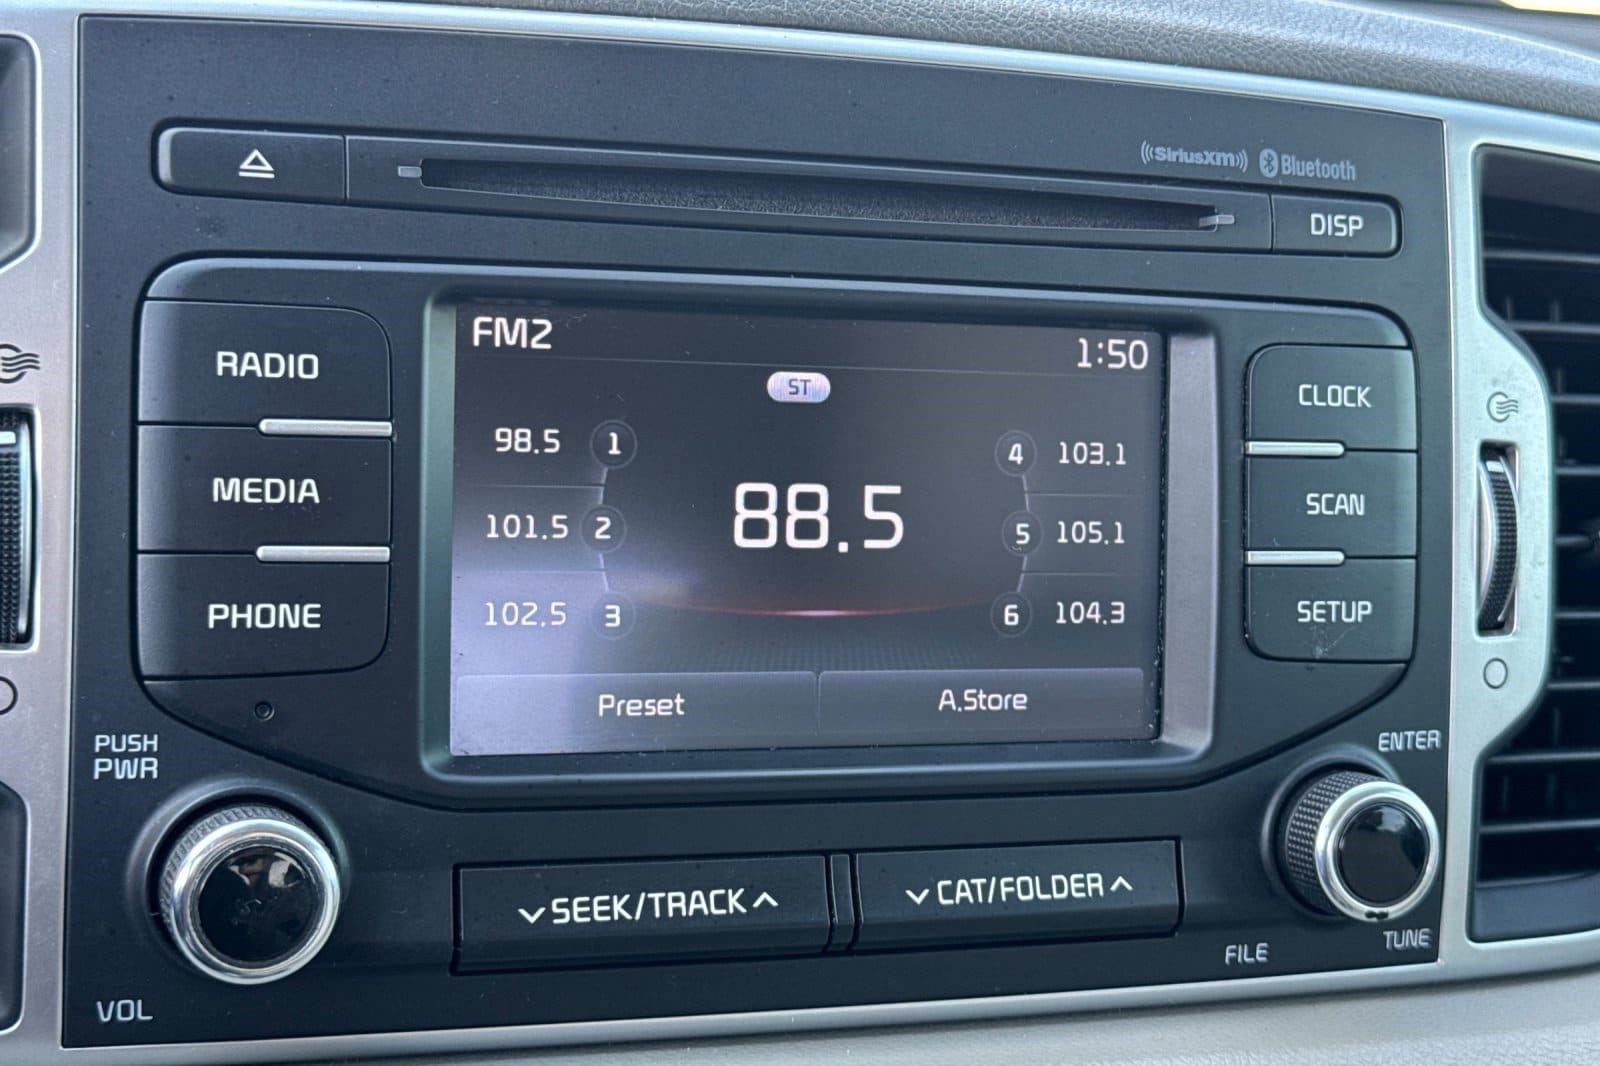 SiriusXM Bluetooth
DISP
RADIO
MEDIA
PHONE
FM2
1:50
ST
98.5 1
101.5 2
102.5 3
88.5
4 103.1
5 105.1
6 104.3
Preset
A.Store
CLOCK
SCAN
SETUP
PUSH
PWR
VOL
SEEK/TRACK
CAT/FOLDER
ENTER
FILE
TUNE